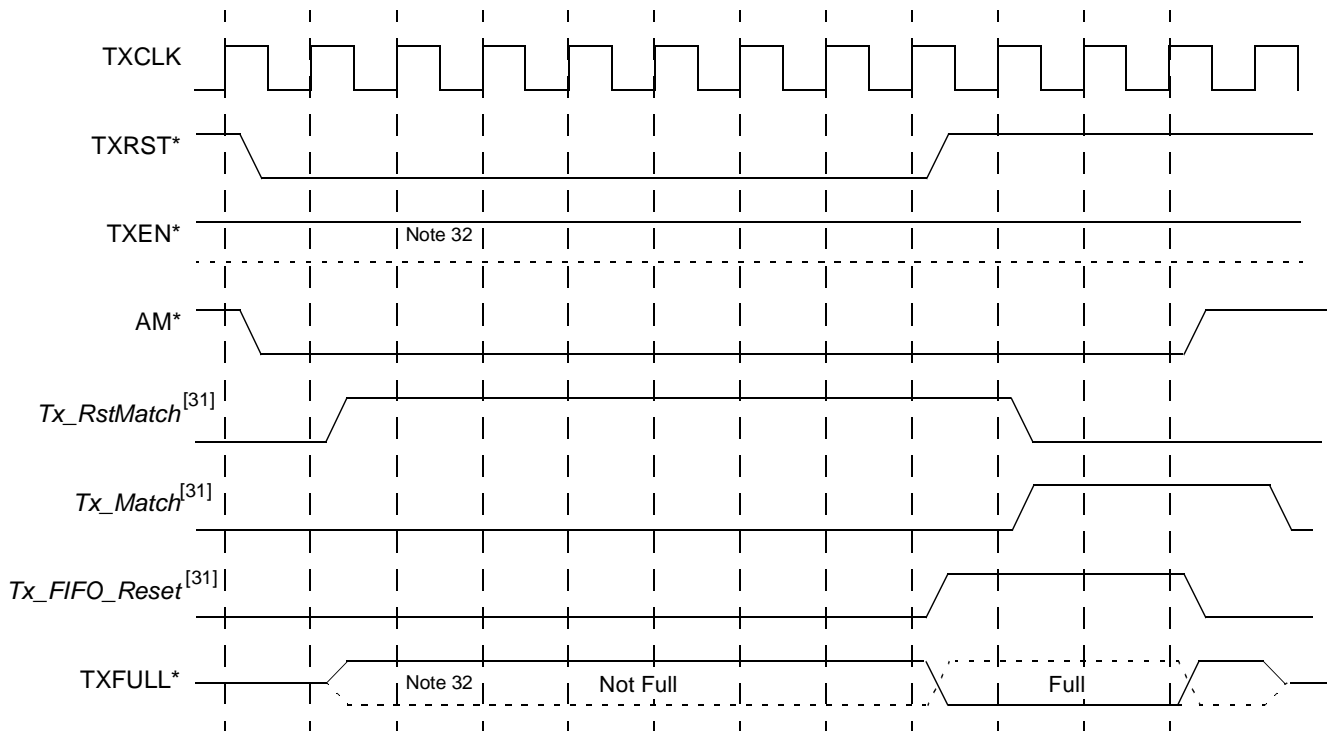 TXCLK
TXRST*
TXEN*
Note 32
AM*
Tx_RstMatch[31]
Tx_Match[31]
Tx_FIFO_Reset[31]
TXFULL*
Note 32
Not Full
Full